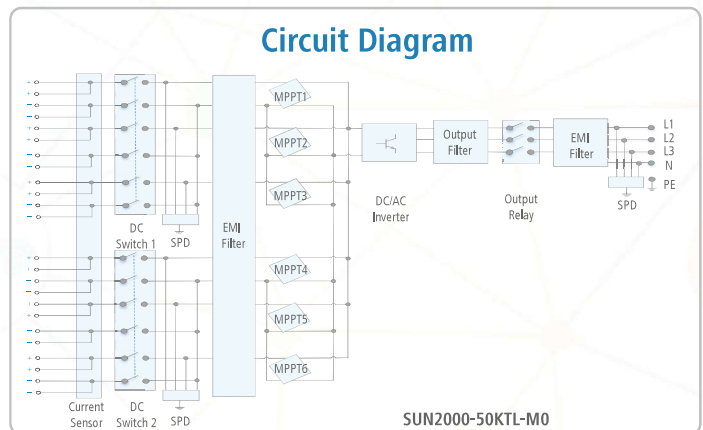 Circuit Diagram
MPPT1
MPPT2
MPPT3
MPPT4
MPPT5
MPPT6
DC
Switch 1
SPD
EMI
Filter
DC/AC
Inverter
Output
Filter
Output
Relay
EMI
Filter
L1
L2
L3
N
PE
SPD
Current
Sensor
DC
Switch 2
SPD
SUN2000-50KTL-M0